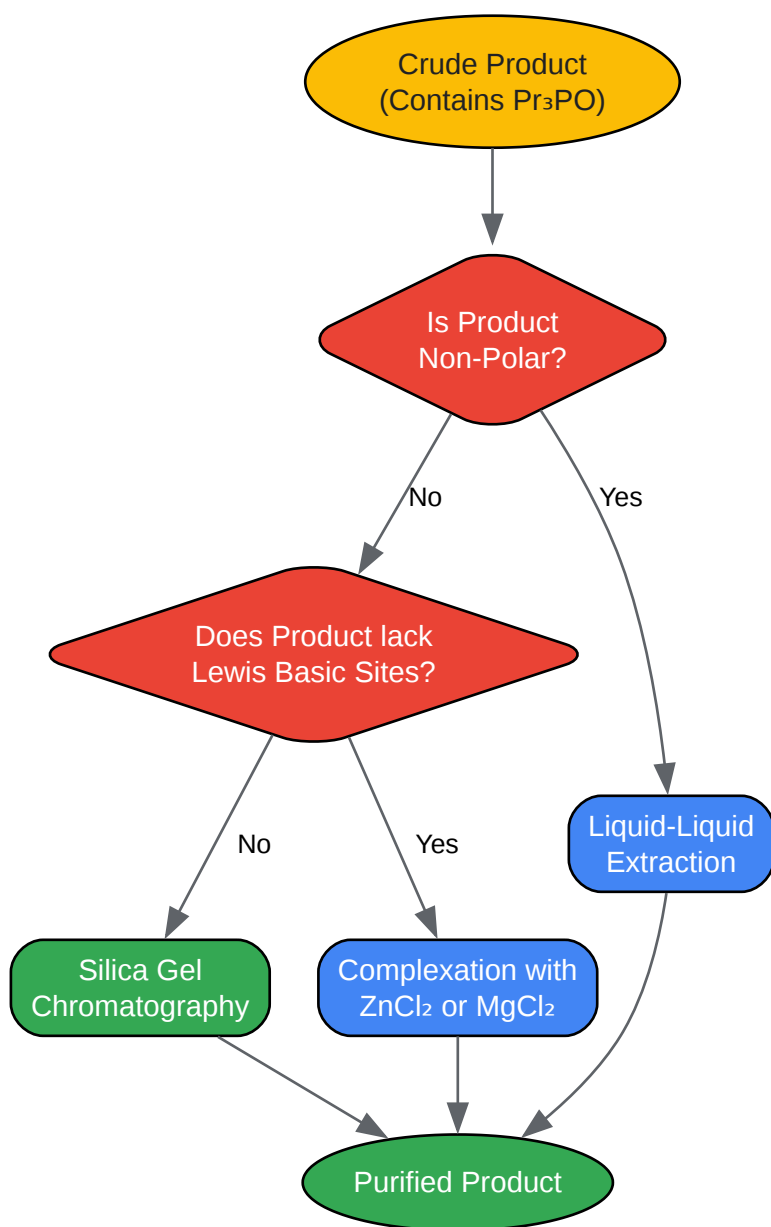 Crude Product
(Contains Pr₃PO)
Is Product
Non-Polar?
No
Yes
Does Product lack
Lewis Basic Sites?
No
Yes
Liquid-Liquid
Extraction
Silica Gel
Chromatography
Complexation with
ZnCl₂ or MgCl₂
Purified Product